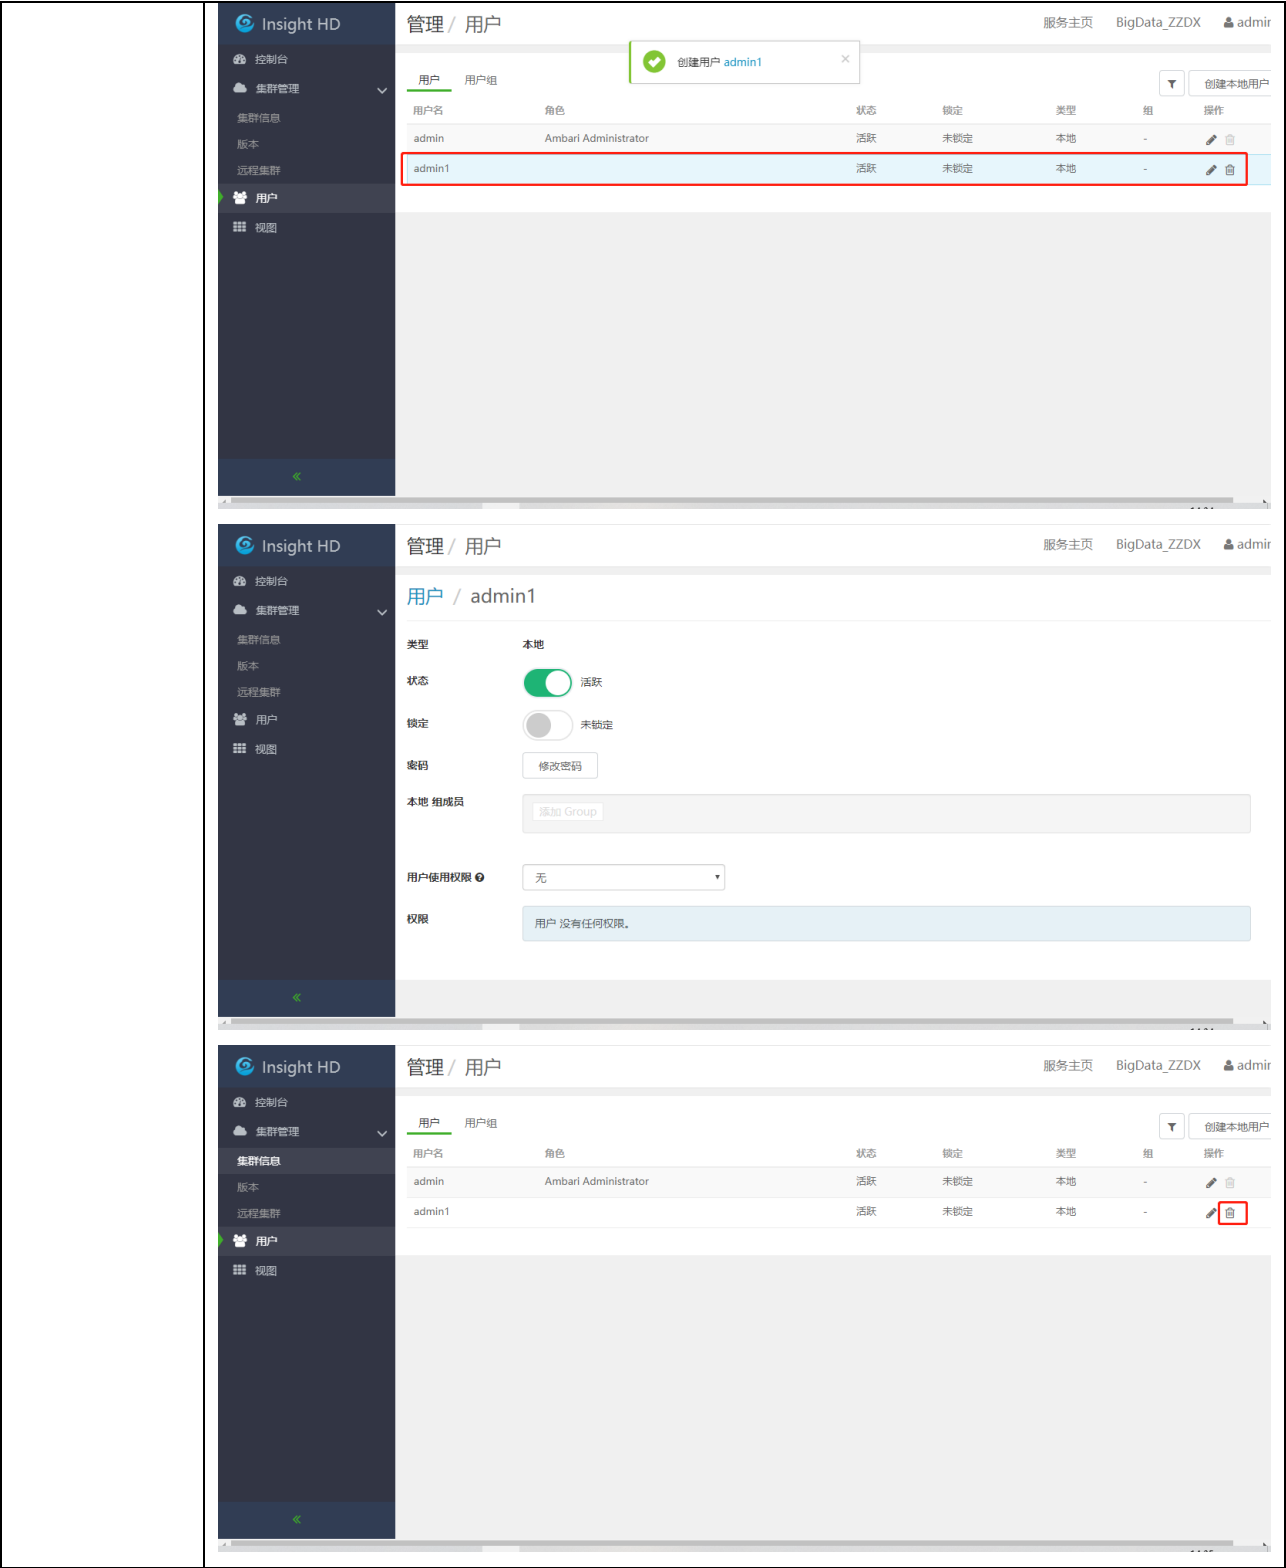 Insight HD
管理 / 用户
服务主页 BigData_ZZDX admin
控制台
集群管理
集群信息
版本
远程集群
用户
视图
创建用户 admin1 ×
用户 用户组
创建本地用户
用户名 角色 状态 锁定 类型 组 操作
admin Ambari Administrator 活跃 未锁定 本地 -
admin1 活跃 未锁定 本地 -
«
Insight HD
管理 / 用户
服务主页 BigData_ZZDX admin
控制台
集群管理
集群信息
版本
远程集群
用户
视图
用户 / admin1
类型 本地
状态 活跃
锁定 未锁定
密码 修改密码
本地 组成员 添加 Group
用户使用权限 无
权限 用户 没有任何权限。
«
Insight HD
管理 / 用户
服务主页 BigData_ZZDX admin
控制台
集群管理
集群信息
版本
远程集群
用户
视图
用户 用户组
创建本地用户
用户名 角色 状态 锁定 类型 组 操作
admin Ambari Administrator 活跃 未锁定 本地 -
admin1 活跃 未锁定 本地 -
«